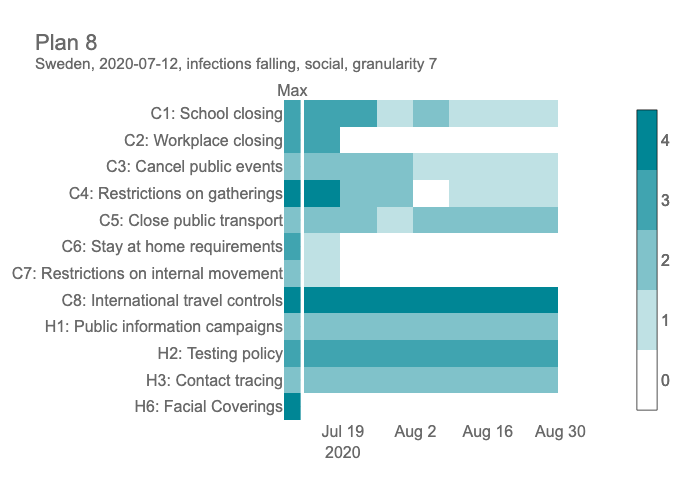 Plan 8
Sweden, 2020-07-12, infections falling, social, granularity 7
Max
C1: School closing
C2: Workplace closing
C3: Cancel public events
C4: Restrictions on gatherings
C5: Close public transport
C6: Stay at home requirements
C7: Restrictions on internal movement
C8: International travel controls
H1: Public information campaigns
H2: Testing policy
H3: Contact tracing
H6: Facial Coverings
Jul 19 Aug 2 Aug 16 Aug 30
2020
4
3
2
1
0